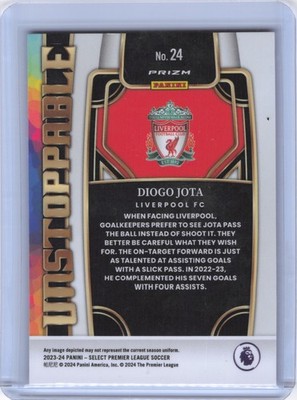 No. 24
PRIZM
PANINI
LIVERPOOL
UNSTOPPABLE
DIOGO JOTA
LIVERPOOL FC
WHEN FACING LIVERPOOL,
GOALKEEPERS PREFER TO SEE JOTA PASS
THE BALL INSTEAD OF SHOOT IT. THEY
BETTER BE CAREFUL WHAT THEY WISH
FOR. THE ON-TARGET FORWARD IS JUST
AS TALENTED AT ASSISTING GOALS
WITH A SLICK PASS. IN 2022-23,
HE COMPLEMENTED HIS SEVEN GOALS
WITH FOUR ASSISTS.
Any image depicted may not represent the current season uniform.
2023-24 PANINI – SELECT PREMIER LEAGUE SOCCER
帕尼尼 © 2024 Panini America, Inc. © 2024 The Premier League